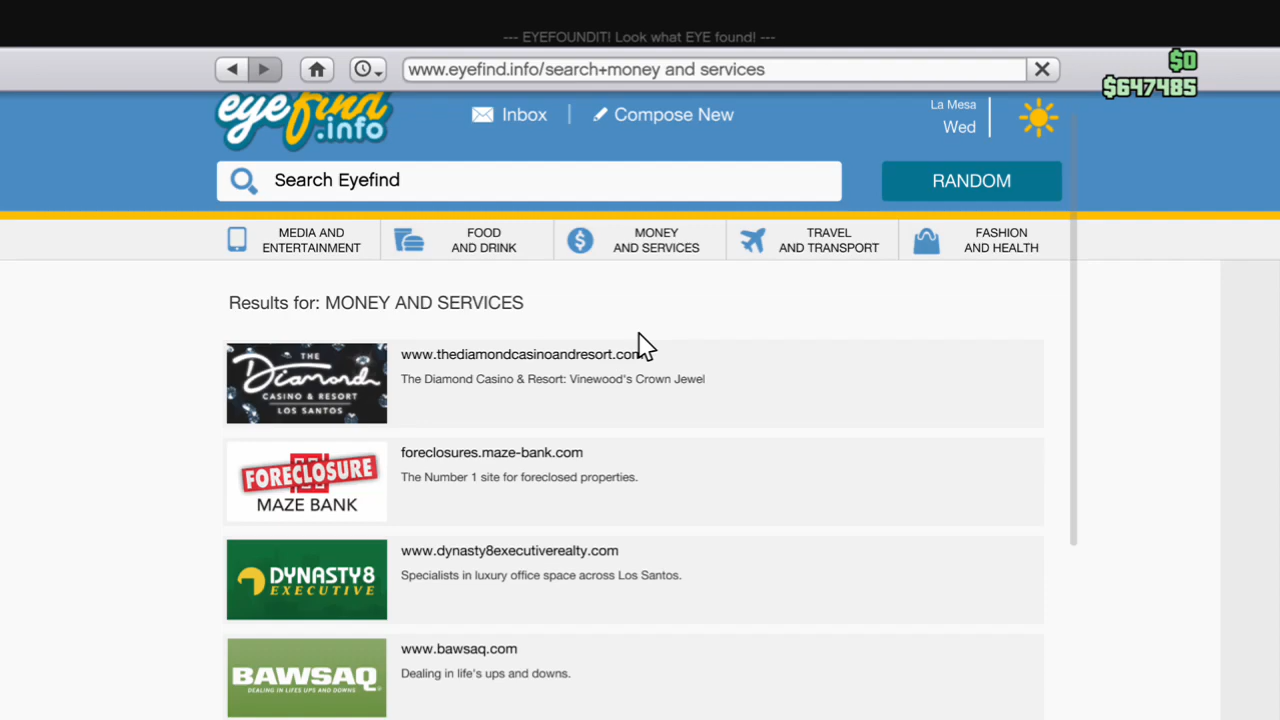 --- EYEFOUNDIT! Look what EYE found! ---
www.eyefind.info/search+money and services
$0
$647485
eyefind
.info
Inbox
Compose New
La Mesa
Wed
Search Eyefind
RANDOM
MEDIA AND
ENTERTAINMENT
FOOD
AND DRINK
MONEY
AND SERVICES
TRAVEL
AND TRANSPORT
FASHION
AND HEALTH
Results for: MONEY AND SERVICES
THE
Diamond
CASINO & RESORT
LOS SANTOS
www.thediamondcasinoandresort.com
The Diamond Casino & Resort: Vinewood's Crown Jewel
FORECLOSURE
MAZE BANK
foreclosures.maze-bank.com
The Number 1 site for foreclosed properties.
DYNASTY8
EXECUTIVE
www.dynasty8executiverealty.com
Specialists in luxury office space across Los Santos.
BAWSAQ
DEALING IN LIFE'S UPS AND DOWNS
www.bawsaq.com
Dealing in life's ups and downs.